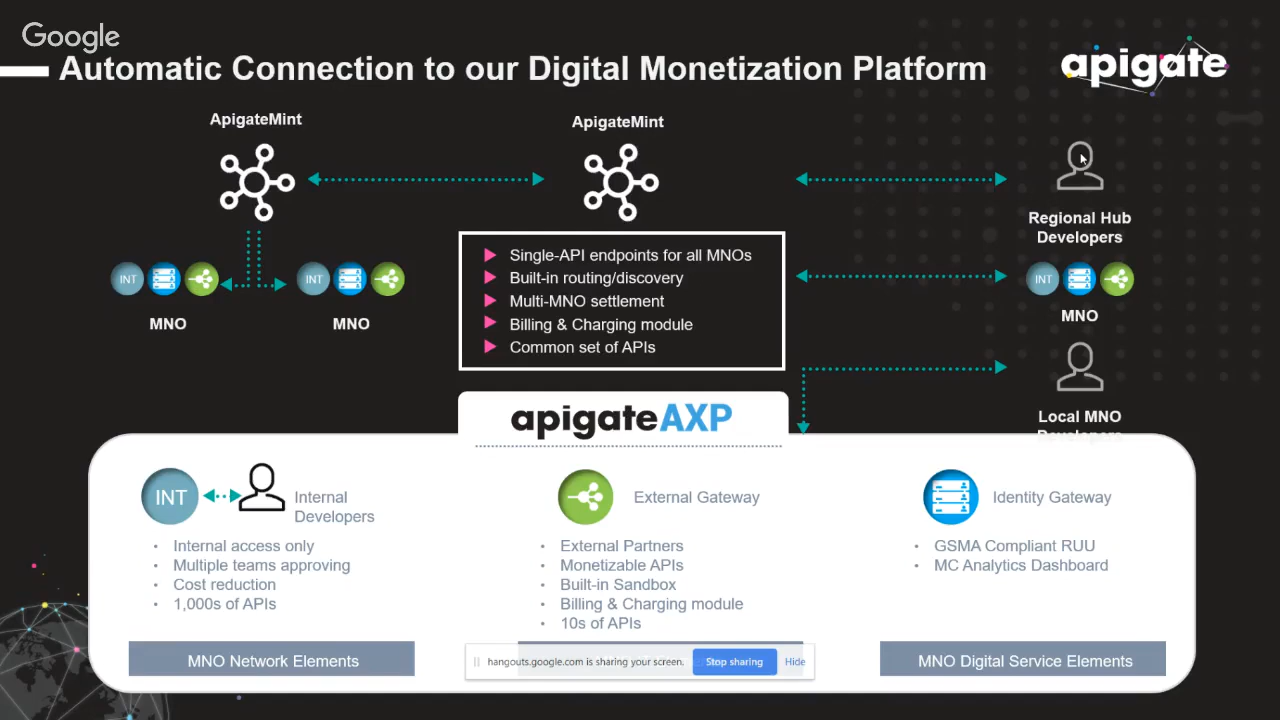 Google
Automatic Connection to our Digital Monetization Platform
apigate
ApigateMint
ApigateMint
Regional Hub
Developers
INT
INT
INT
MNO
MNO
MNO
Single-API endpoints for all MNOs
Built-in routing/discovery
Multi-MNO settlement
Billing & Charging module
Common set of APIs
Local MNO
Developers
apigateAXP
INT
Internal
Developers
Internal access only
Multiple teams approving
Cost reduction
1,000s of APIs
External Gateway
External Partners
Monetizable APIs
Built-in Sandbox
Billing & Charging module
10s of APIs
Identity Gateway
GSMA Compliant RUU
MC Analytics Dashboard
MNO Network Elements
hangouts.google.com is sharing your screen.
Stop sharing
Hide
MNO Digital Service Elements